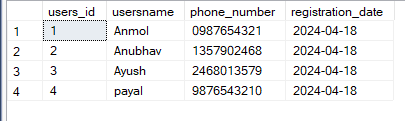 users_id usersname phone_number registration_date
1 1 Anmol 0987654321 2024-04-18
2 2 Anubhav 1357902468 2024-04-18
3 3 Ayush 2468013579 2024-04-18
4 4 payal 9876543210 2024-04-18